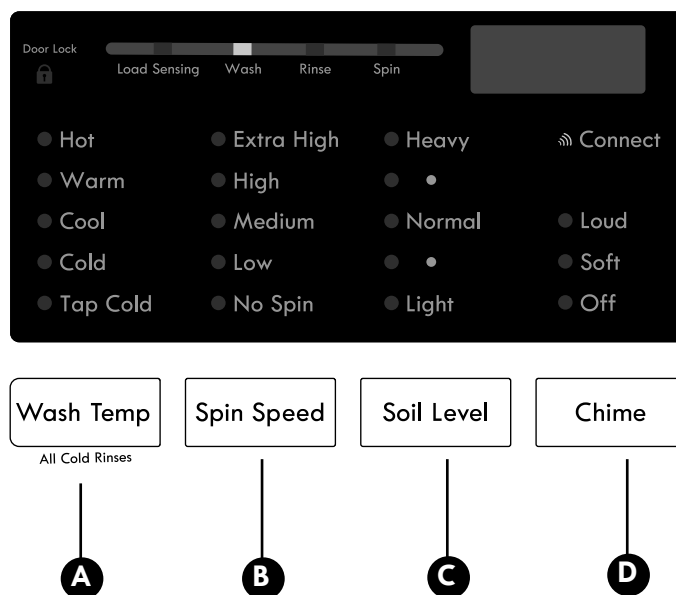 Door Lock
Load Sensing Wash Rinse Spin
Hot Extra High Heavy Connect
Warm High
Cool Medium Normal Loud
Cold Low Soft
Tap Cold No Spin Light Off
Wash Temp Spin Speed Soil Level Chime
All Cold Rinses
A B C D